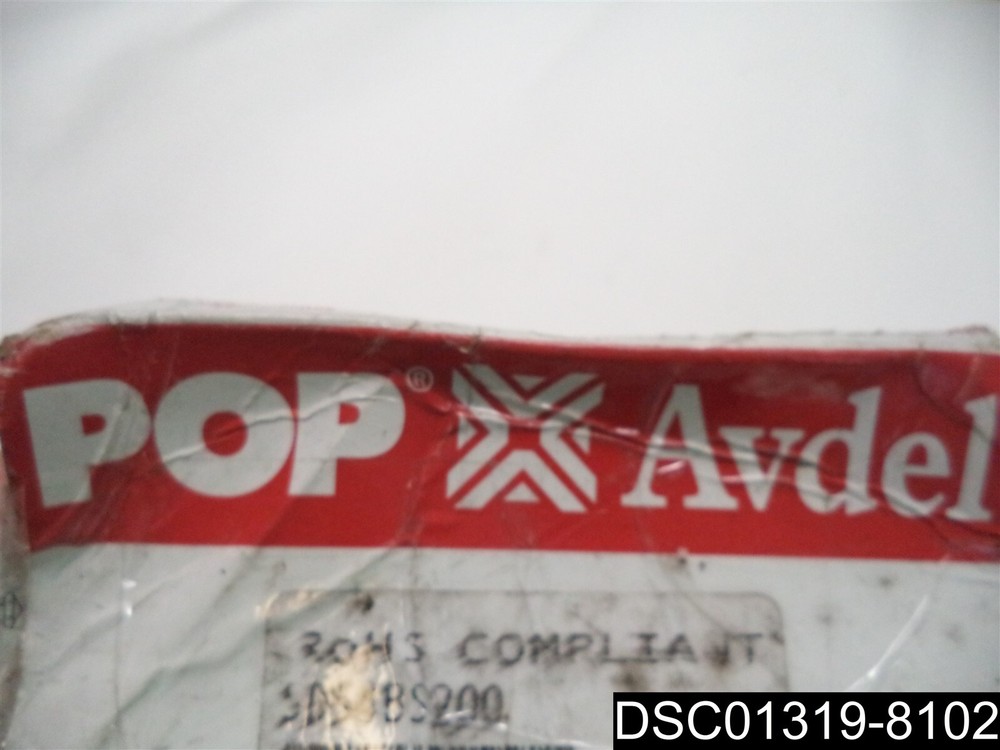 POP® Avdel
ROHS COMPLIANT
DSC01319-8102